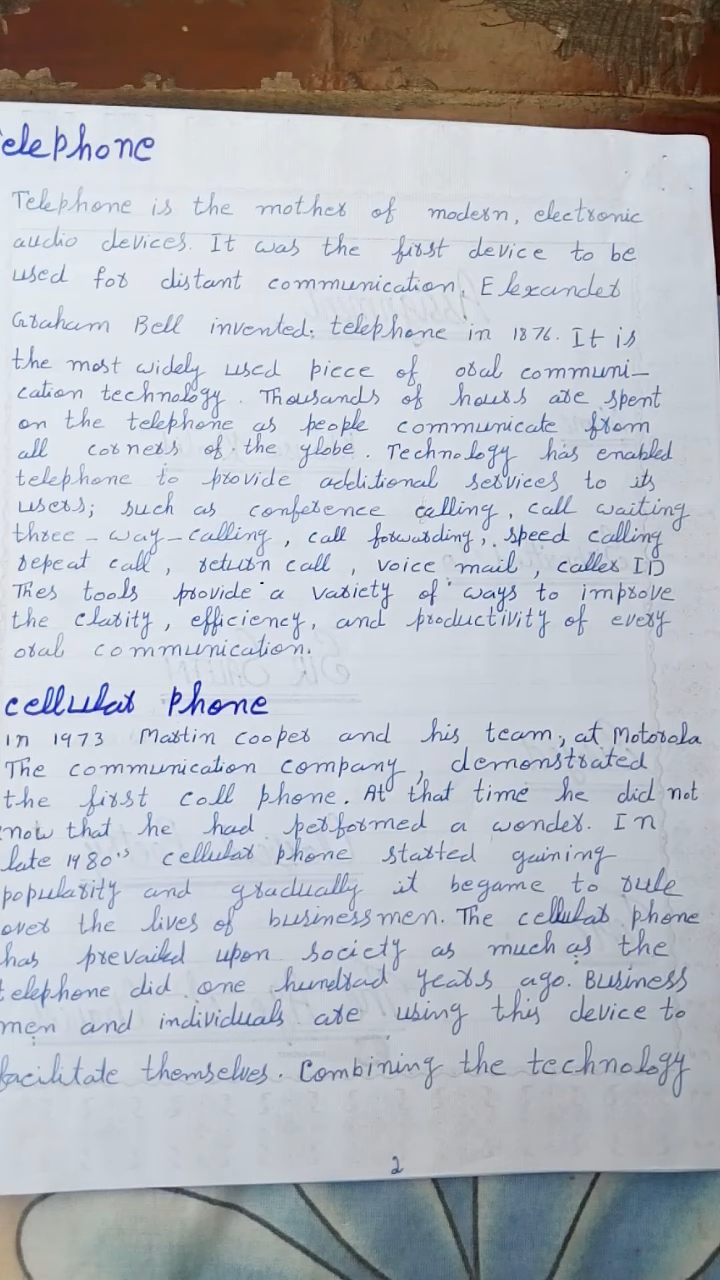 elephone
Telephone is the mother of modern, electronic
audio devices. It was the first device to be
used for distant communication. Elexander
Graham Bell invented: telephone in 1876. It is
the most widely used piece of oral communi-
cation technology. Thousands of hours are spent
on the telephone as people communicate from
all corners of the globe. Technology has enabled
telephone to provide additional services to its
users; such as conference calling, call waiting
three-way-calling, call forwarding, speed calling
repeat call, return call, voice mail, caller ID
Thes tools provide a variety of ways to improve
the clarity, efficiency, and productivity of every
oral communication.
cellular Phone
in 1973 Martin cooper and his team, at Motorola
The communication company, demonstrated
the first coll phone. At that time he did not
now that he had performed a wonder. In
late 1980's cellular phone started gaining
popularity and gradually it begame to rule
over the lives of businessmen. The cellular phone
has prevailed upon society as much as the
telephone did one hundrad years ago. Business
men and individuals are using this device to
facilitate themselves. Combining the technology
2